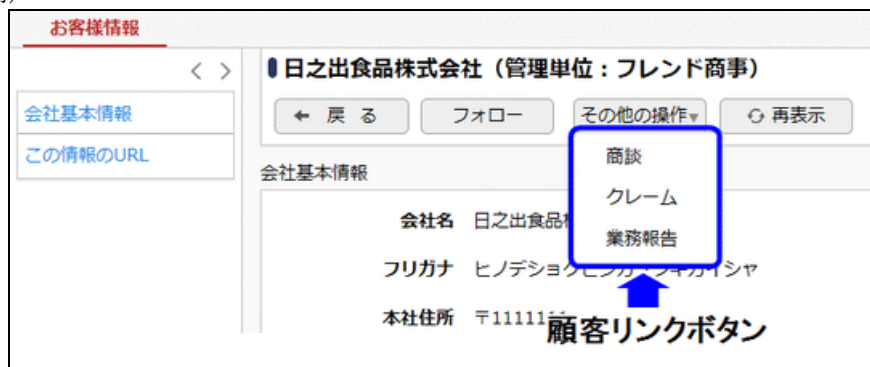 お客様情報
< >
会社基本情報
この情報のURL
日之出食品株式会社（管理単位：フレンド商事）
戻 る
フォロー
その他の操作▼
再表示
商談
クレーム
業務報告
会社基本情報
会社名 日之出食品
フリガナ ヒノデショ
本社住所 〒11111
顧客リンクボタン